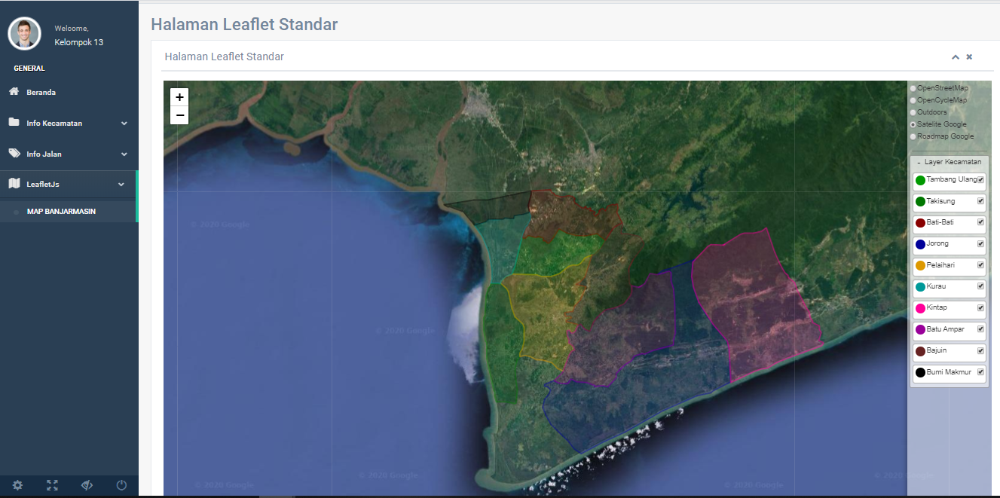 Welcome,
Kelompok 13
GENERAL
Beranda
Info Kecamatan
Info Jalan
LeafletJs
MAP BANJARMASIN
Halaman Leaflet Standar
Halaman Leaflet Standar
+
−
OpenStreetMap
OpenCycleMap
Outdoors
Satelite Google
Roadmap Google
- Layer Kecamatan
Tambang Ulang
Takisung
Bati-Bati
Jorong
Pelaihari
Kurau
Kintap
Batu Ampar
Bajuin
Bumi Makmur
© 2020 Google
© 2020 Google
© 2020 Google
© 2020 Google
© 2020 Google
© 2020 Google